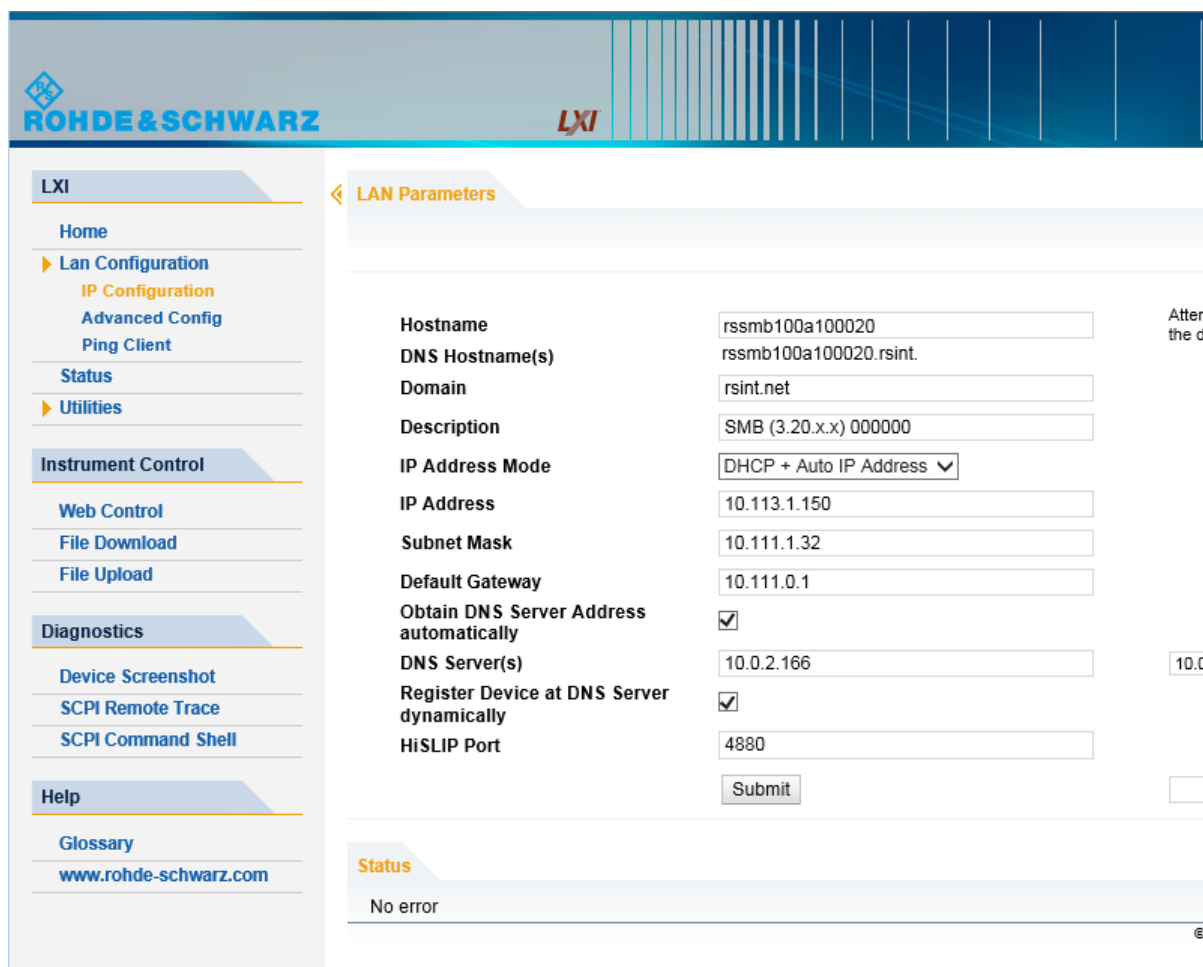 R&S
ROHDE&SCHWARZ
LXI
LXI
Home
Lan Configuration
IP Configuration
Advanced Config
Ping Client
Status
Utilities
Instrument Control
Web Control
File Download
File Upload
Diagnostics
Device Screenshot
SCPI Remote Trace
SCPI Command Shell
Help
Glossary
www.rohde-schwarz.com
LAN Parameters
Hostname rssmb100a100020
DNS Hostname(s) rssmb100a100020.rsint.
Domain rsint.net
Description SMB (3.20.x.x) 000000
IP Address Mode DHCP + Auto IP Address
IP Address 10.113.1.150
Subnet Mask 10.111.1.32
Default Gateway 10.111.0.1
Obtain DNS Server Address
automatically
DNS Server(s) 10.0.2.166
Register Device at DNS Server
dynamically
HiSLIP Port 4880
Submit
the
Status
No error